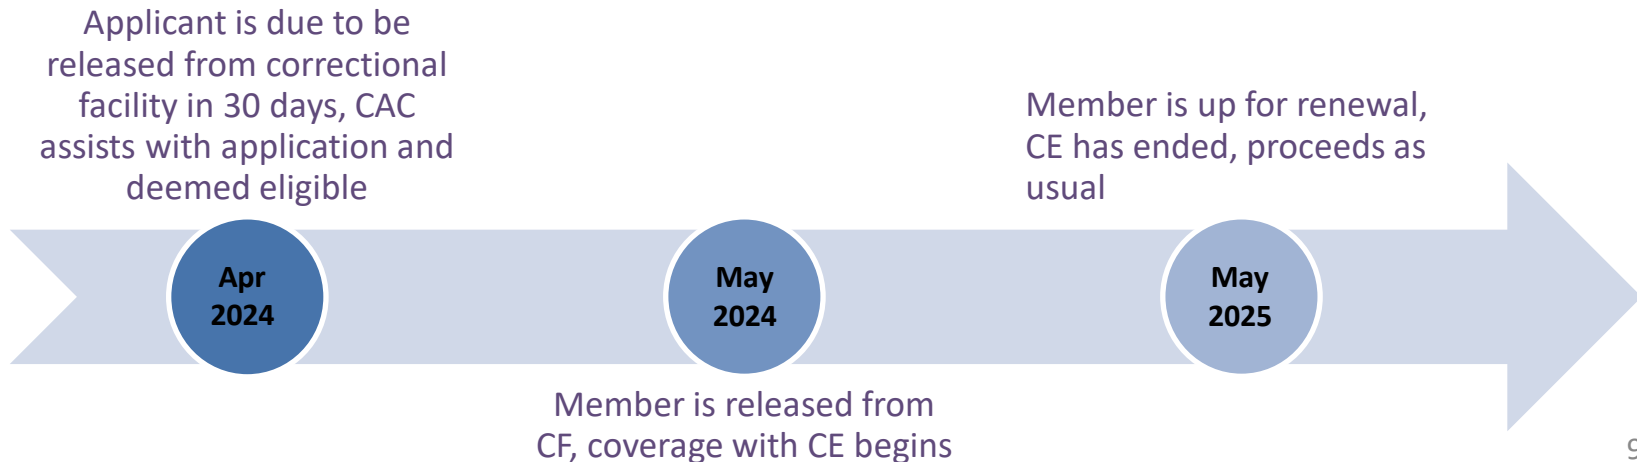 Applicant is due to be
released from correctional
facility in 30 days, CAC
assists with application and
deemed eligible
Member is up for renewal,
CE has ended, proceeds as
usual
Apr
2024
May
2024
May
2025
Member is released from
CF, coverage with CE begins
9